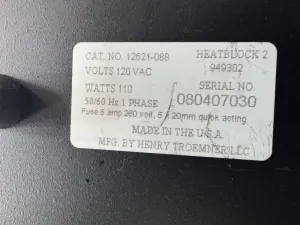 CAT. NO. 12621-088 HEATBLOCK 2
VOLTS 120 VAC 949302
WATTS 110 SERIAL NO.
50/60 Hz 1 PHASE 080407030
Fuse 5 amp 250 volt, 5 x 20mm quick acting
MADE IN THE U.S.A.
MFG. BY HENRY TROEMNER LLC